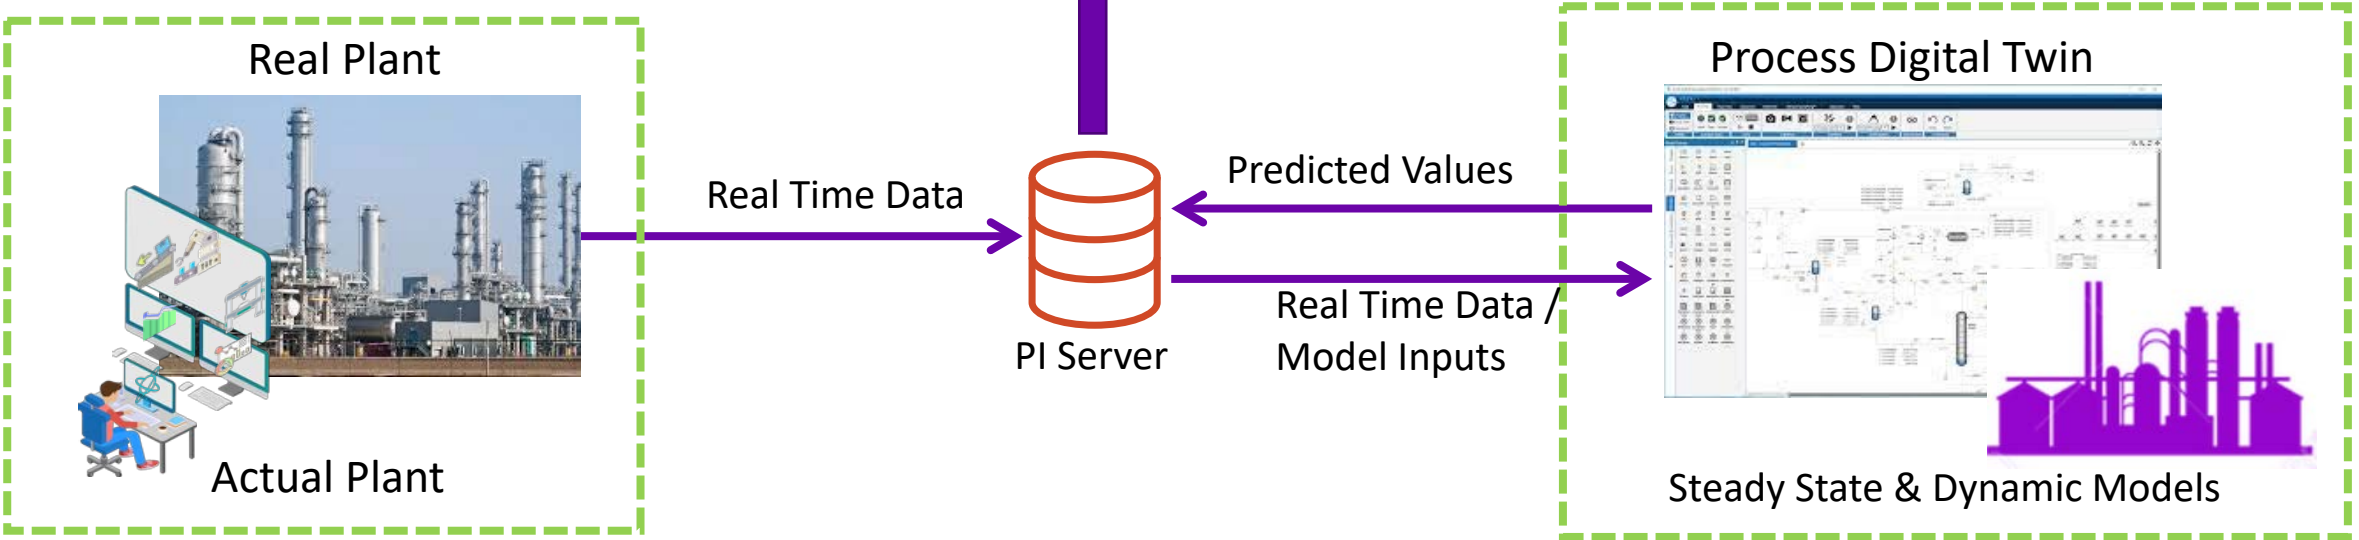 Real Plant
Actual Plant
Real Time Data
PI Server
Predicted Values
Real Time Data /
Model Inputs
Process Digital Twin
Steady State & Dynamic Models